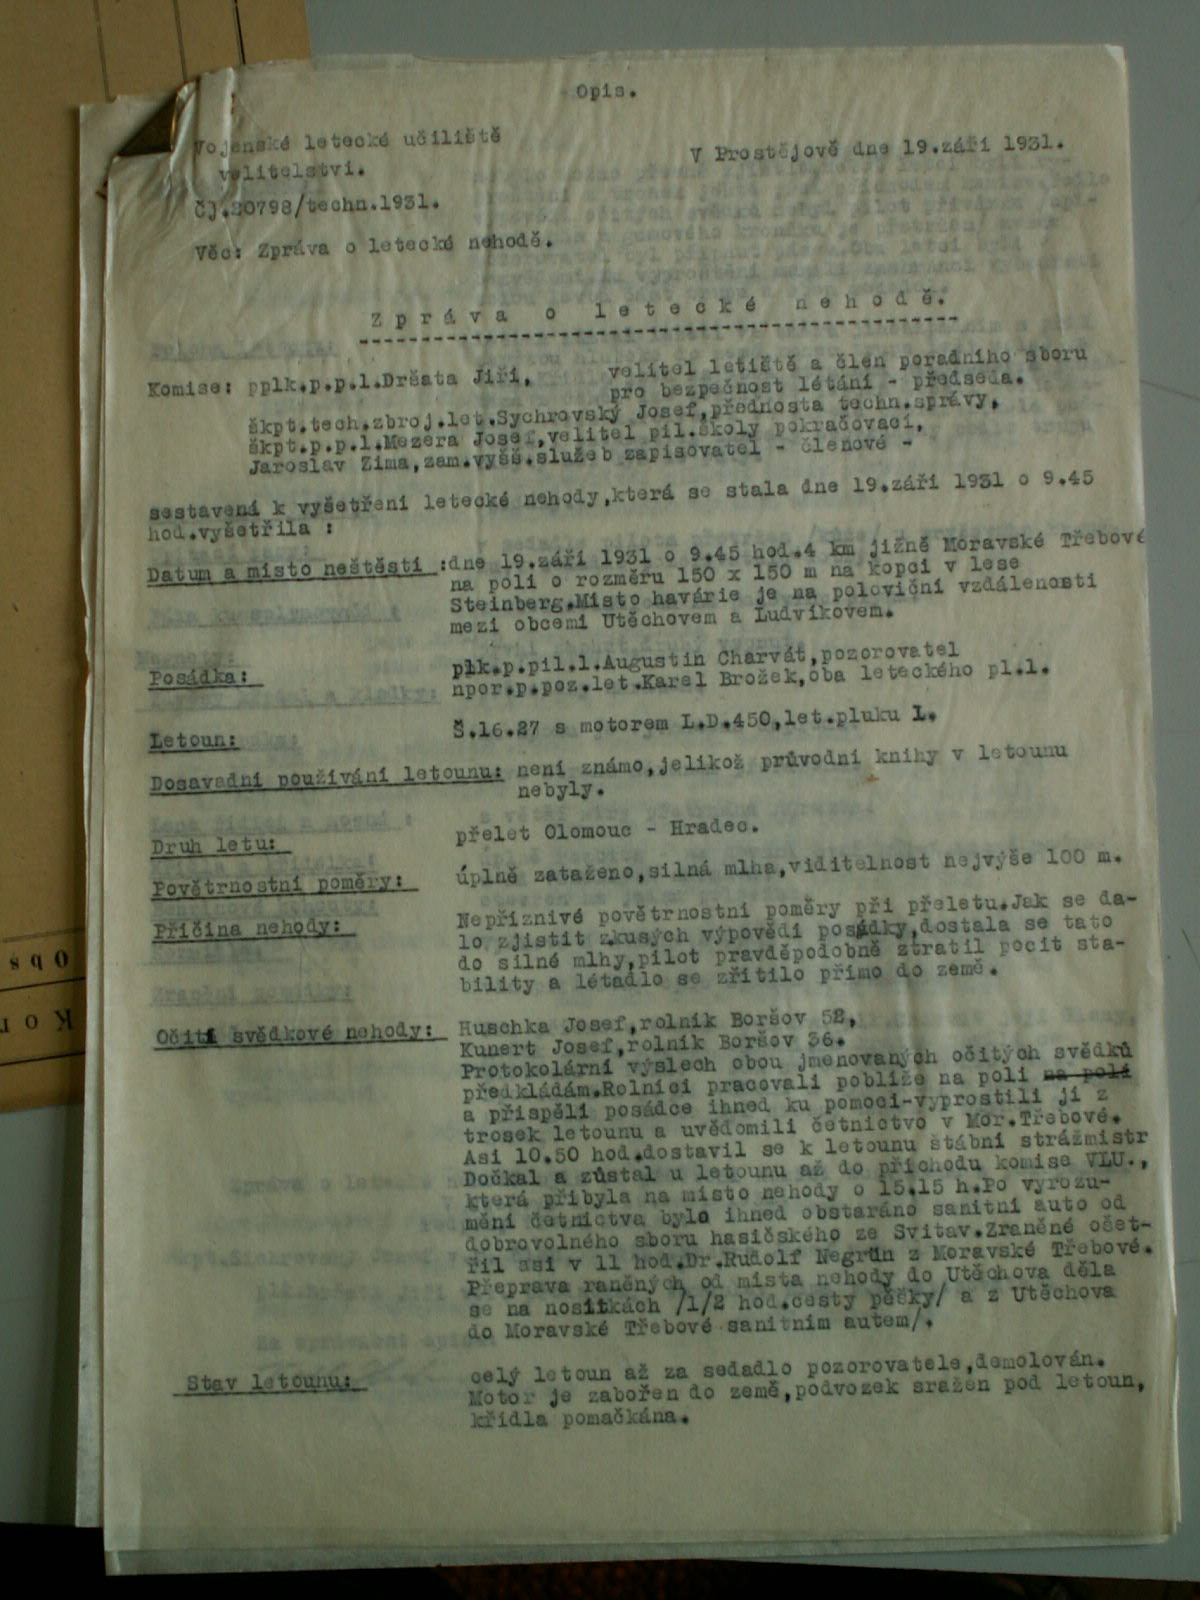 Opis.
Vojenské letecké učiliště
velitelství.
V Prostějově dne 19.září 1931.
Čj.20798/techn.1931.
Věc: Zpráva o letecké nehodě.
Zpráva o letecké nehodě.
Komise: pplk.p.p.l.Dršata Jiří, velitel letiště a člen poradního sboru
pro bezpečnost létání - předseda.
škpt.tech.zbroj.let.Sychrovský Josef,přednosta techn.správy,
škpt.p.p.l.Mezera Josef,velitel pil.školy pokračovací,
Jaroslav Zima,zam.vyšš.služeb zapisovatel - členové -
sestavená k vyšetření letecké nehody,která se stala dne 19.září 1931 o 9.45
hod.vyšetřila :
Datum a místo neštěstí :dne 19.září 1931 o 9.45 hod.4 km jižně Moravské Třebové
na poli o rozměru 150 x 150 m na kopci v lese
Steinberg.Místo havárie je na poloviční vzdálenosti
mezi obcemi Utěchovem a Ludvíkovem.
Posádka: plk.p.pil.l.Augustin Charvát,pozorovatel
npor.p.poz.let.Karel Brožek,oba leteckého pl.l.
Letoun: Š.16.27 s motorem L.D.450,let.pluku 1.
Dosavadní používání letounu: není známo,jelikož průvodní knihy v letounu
nebyly.
Druh letu: přelet Olomouc - Hradec.
Povětrnostní poměry: úplně zataženo,silná mlha,viditelnost nejvýše 100 m.
Příčina nehody: Nepříznivé povětrnostní poměry při přeletu.Jak se da-
lo zjistit zkusých výpovědí posádky,dostala se tato
do silné mlhy,pilot pravděpodobně ztratil pocit sta-
bility a létadlo se zřítilo přímo do země.
Očití svědkové nehody: Huschka Josef,rolník Boršov 52,
Kunert Josef,rolník Boršov 36.
Protokolární výslech obou jmenovaných očitých svědků
předkládám.Rolníci pracovali poblíže na poli na poli
a přispěli posádce ihned ku pomoci-vyprostili ji z
trosek letounu a uvědomili četnictvo v Mor.Třebové.
Asi 10.50 hod.dostavil se k letounu štábní strážmistr
Dočkal a zůstal u letounu až do příchodu komise VLU.,
která přibyla na místo nehody o 15.15 h.Po vyrozu-
mění četnictva bylo ihned obstaráno sanitní auto od
dobrovolného sboru hasičského ze Svitav.Zraněné ošet-
řil asi v 11 hod.Dr.Rudolf Negrün z Moravské Třebové.
Přeprava raněných od místa nehody do Utěchova děla
se na nosítkách /1/2 hod.cesty pěšky/ a z Utěchova
do Moravské Třebové sanitním autem/.
Stav letounu: celý letoun až za sedadlo pozorovatele,demolován.
Motor je zabořen do země,podvozek sražen pod letoun,
křídla pomačkána.